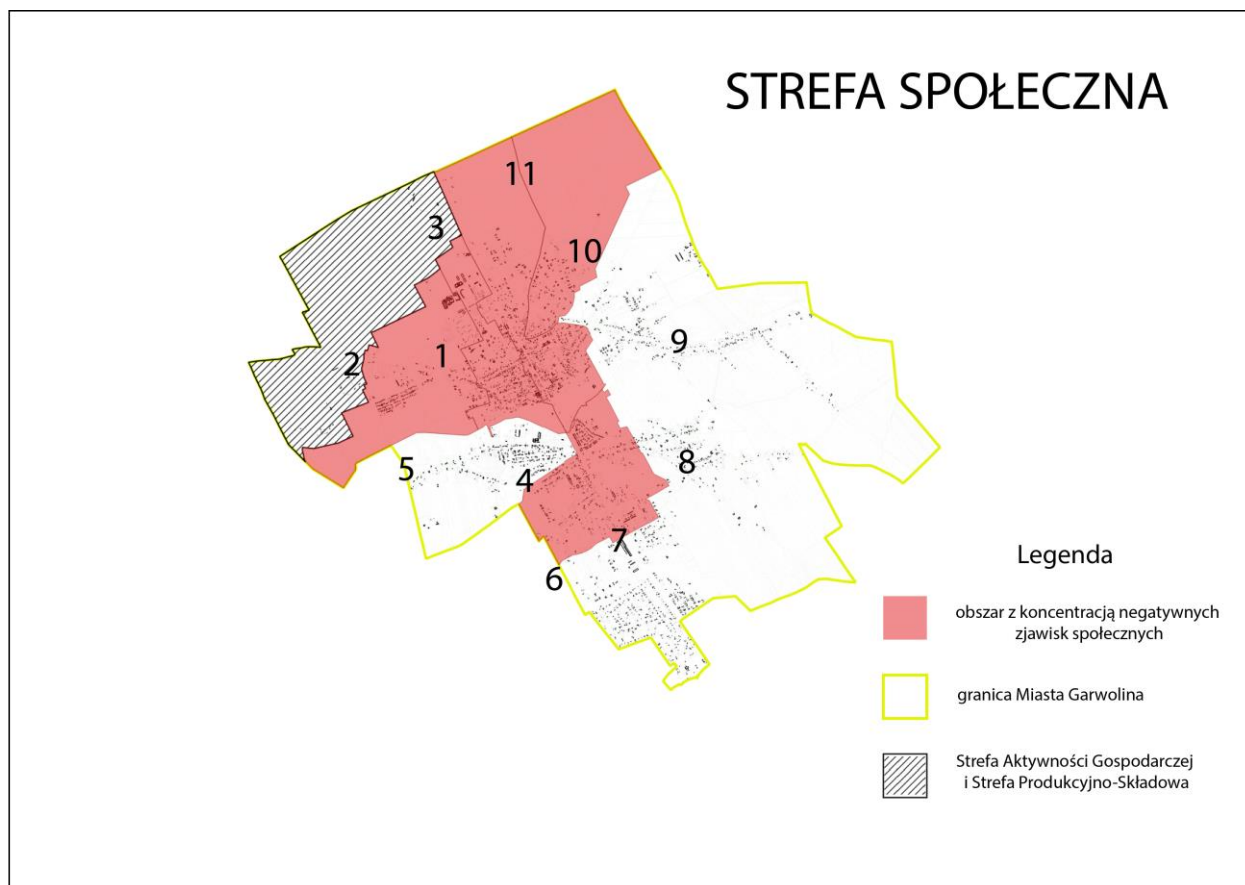 STREFA SPOŁECZNA
11
3
10
9
1
2
5
4
8
7
6
Legenda
obszar z koncentracją negatywnych
zjawisk społecznych
granica Miasta Garwolina
Strefa Aktywności Gospodarczej
i Strefa Produkcyjno-Składowa